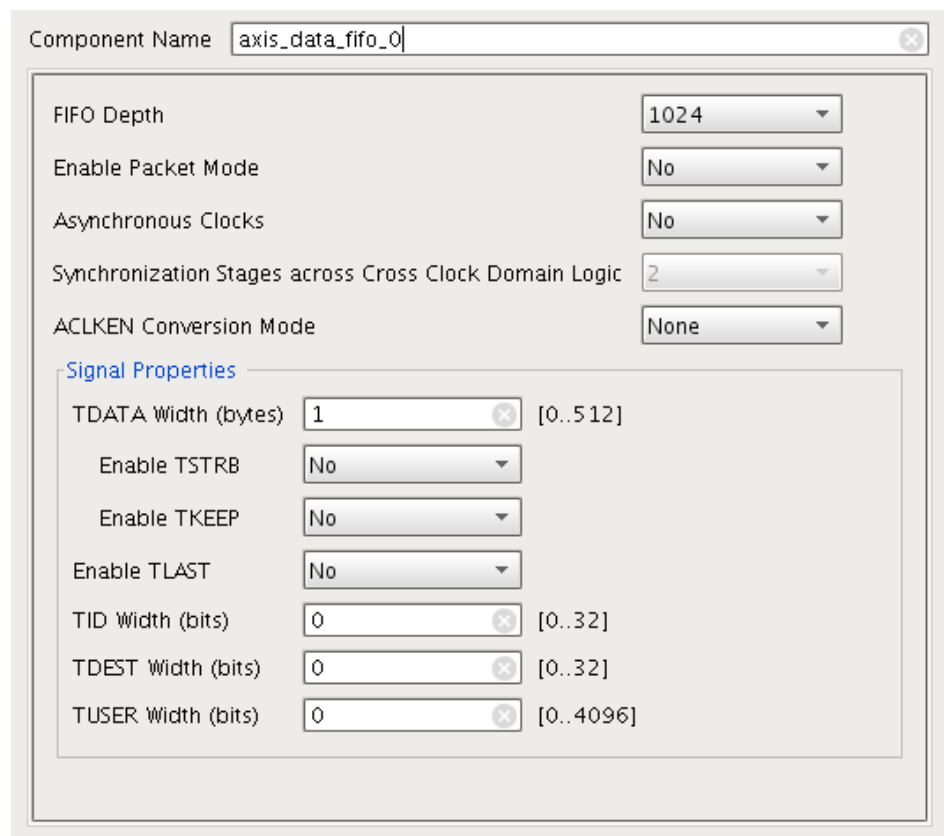 Component Name axis_data_fifo_0
FIFO Depth 1024
Enable Packet Mode No
Asynchronous Clocks No
Synchronization Stages across Cross Clock Domain Logic 2
ACLKEN Conversion Mode None
Signal Properties
TDATA Width (bytes) 1 [0..512]
Enable TSTRB No
Enable TKEEP No
Enable TLAST No
TID Width (bits) 0 [0..32]
TDEST Width (bits) 0 [0..32]
TUSER Width (bits) 0 [0..4096]